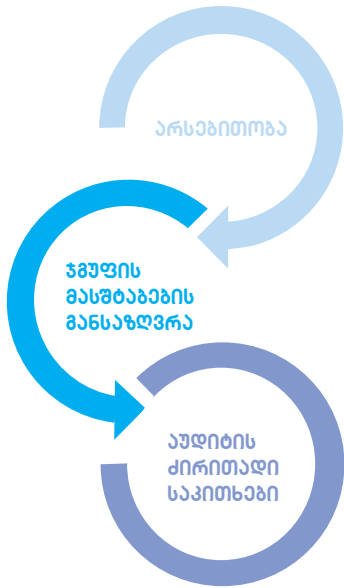 არსებითობა
ჯგუფის
მასშტაბების
განსაზღვრა
აუდიტის
ძირითადი
საკითხები